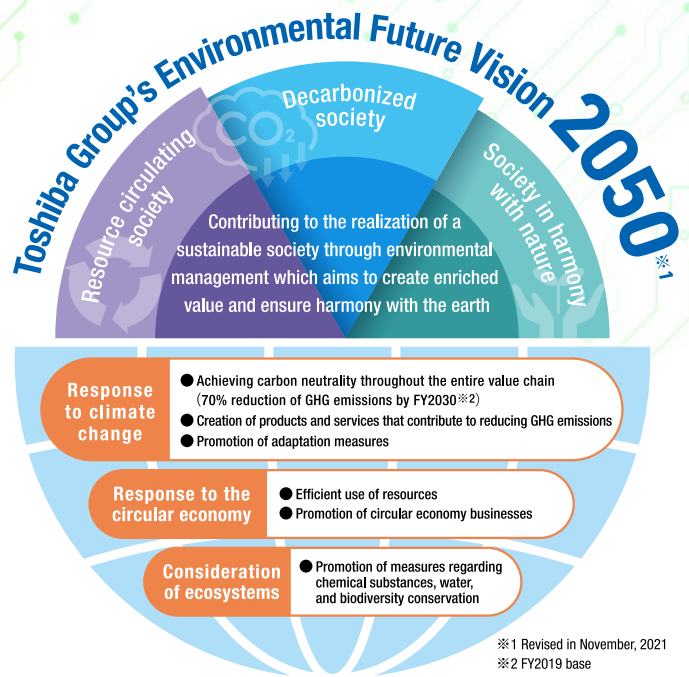 Toshiba Group's Environmental Future Vision 2050※1
Resource circulating
society
CO2
Decarbonized
society
Society in harmony
with nature
Contributing to the realization of a
sustainable society through environmental
management which aims to create enriched
value and ensure harmony with the earth
Response
to climate
change
● Achieving carbon neutrality throughout the entire value chain
(70% reduction of GHG emissions by FY2030※2)
● Creation of products and services that contribute to reducing GHG emissions
● Promotion of adaptation measures
Response to the
circular economy
● Efficient use of resources
● Promotion of circular economy businesses
Consideration
of ecosystems
● Promotion of measures regarding
chemical substances, water,
and biodiversity conservation
※1 Revised in November, 2021
※2 FY2019 base